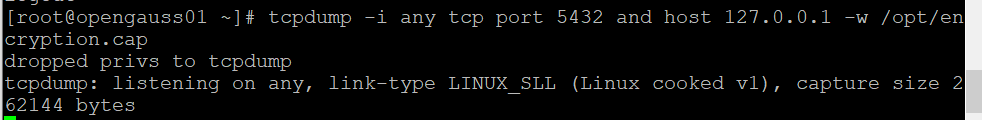 [root@opengauss01 ~]# tcpdump -i any tcp port 5432 and host 127.0.0.1 -w /opt/en
cryption.cap
dropped privs to tcpdump
tcpdump: listening on any, link-type LINUX_SLL (Linux cooked v1), capture size 2
62144 bytes